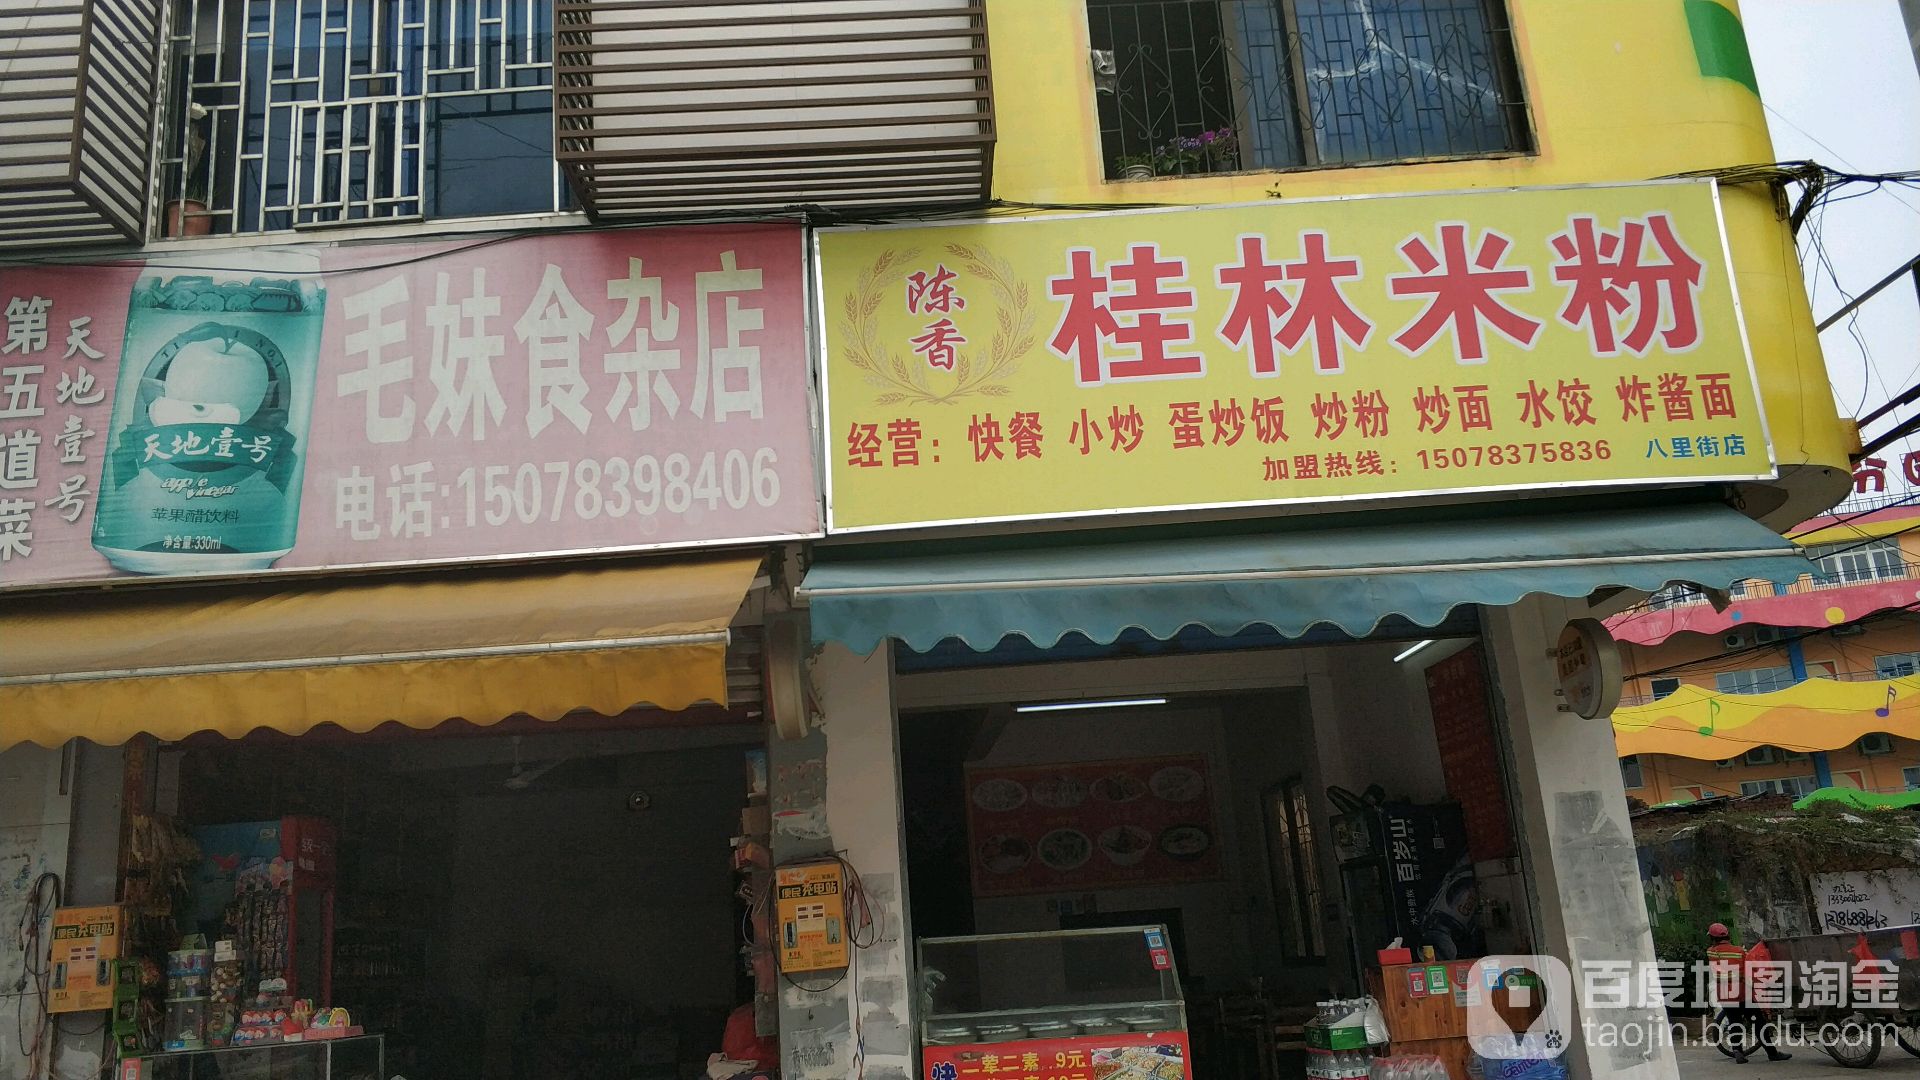 第五道菜
天地壹号
天地壹号
apple vinegar
苹果醋饮料
净含量:330ml
毛妹食杂店
电话:15078398406
陈香
桂林米粉
经营：快餐 小炒 蛋炒饭 炒粉 炒面 水饺 炸酱面
加盟热线：15078375836 八里街店
便民充电站
便民充电站
百岁山
快
二荤二素..9元
百度地图淘金
taojin.baidu.com